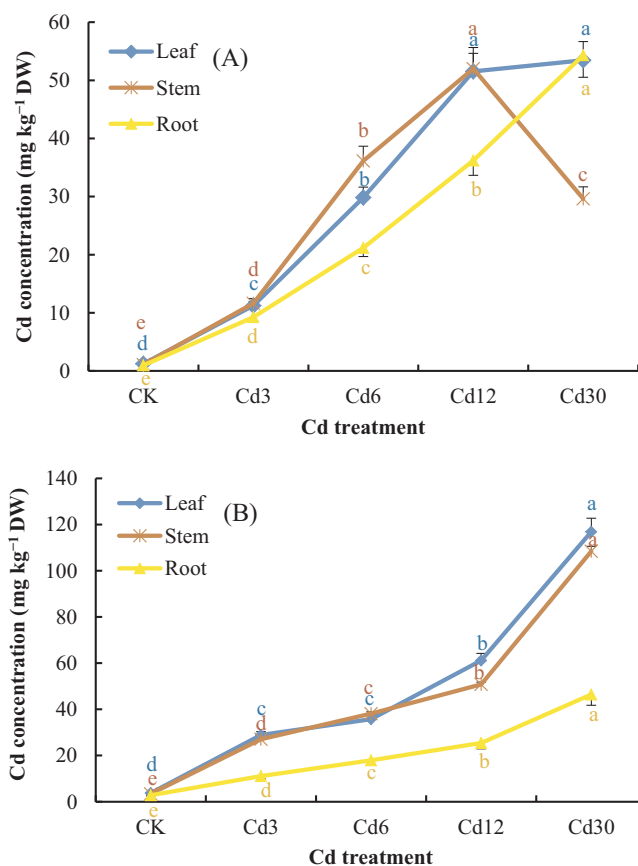 60
50
40
30
20
10
0
Cd concentration (mg kg⁻¹ DW)
Leaf
Stem
Root
(A)
e
d
e
d
c
d
b
b
c
a
a
b
a
a
c
CK Cd3 Cd6 Cd12 Cd30
Cd treatment
140
120
100
80
60
40
20
0
Cd concentration (mg kg⁻¹ DW)
Leaf
Stem
Root
(B)
d
e
e
c
d
d
c
c
c
b
b
b
a
a
a
CK Cd3 Cd6 Cd12 Cd30
Cd treatment